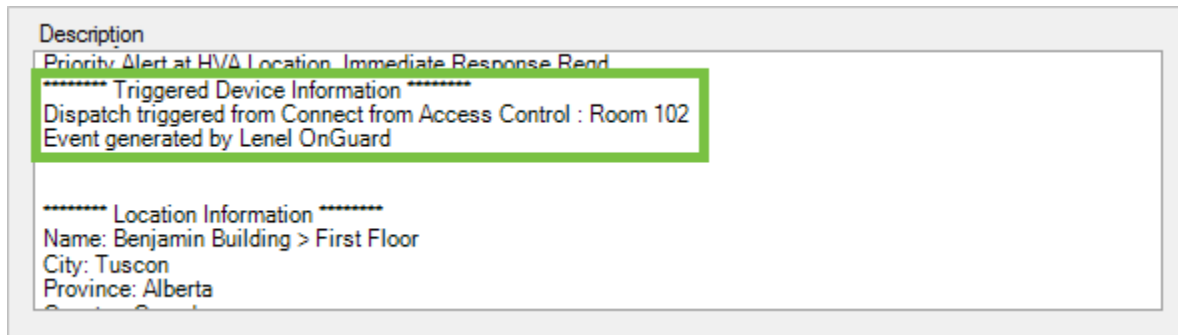 Description
Priority Alert at HVA Location, Immediate Response Reqd
******** Triggered Device Information ********
Dispatch triggered from Connect from Access Control : Room 102
Event generated by Lenel OnGuard
******** Location Information ********
Name: Benjamin Building > First Floor
City: Tuscon
Province: Alberta